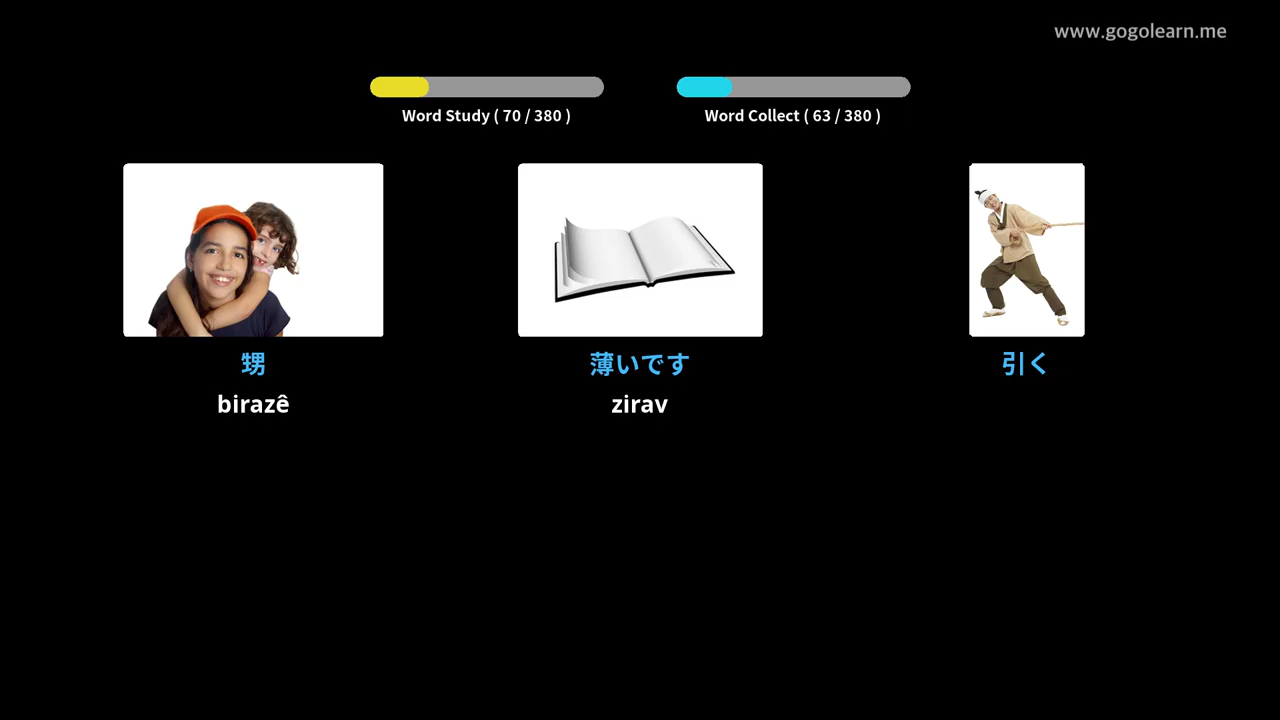 www.gogolearn.me
Word Study ( 70 / 380 )
Word Collect ( 63 / 380 )
甥
birazê
薄いです
zirav
引く